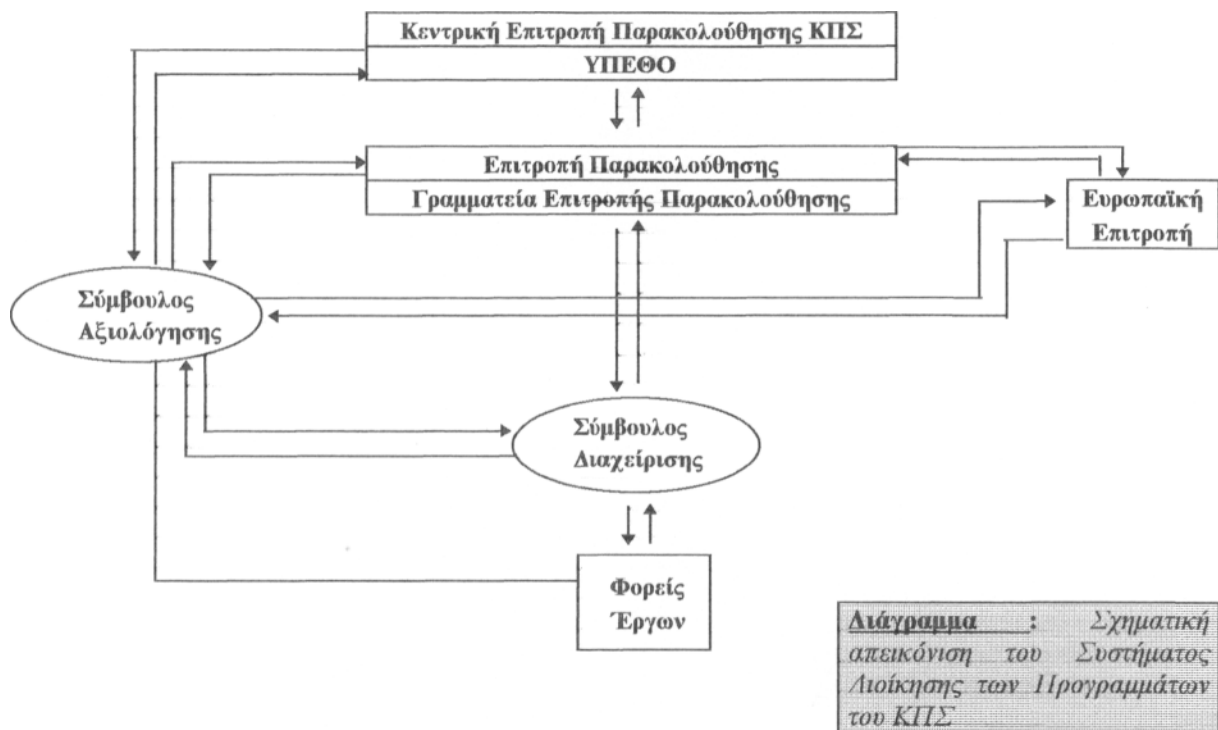 Κεντρική Επιτροπή Παρακολούθησης ΚΠΣ
ΥΠΕΘΟ
Επιτροπή Παρακολούθησης
Γραμματεία Επιτροπής Παρακολούθησης
Ευρωπαϊκή
Επιτροπή
Σύμβουλος
Αξιολόγησης
Σύμβουλος
Διαχείρισης
Φορείς
Έργων
Διάγραμμα : Σχηματική
απεικόνιση του Συστήματος
Διοίκησης των Προγραμμάτων
του ΚΠΣ